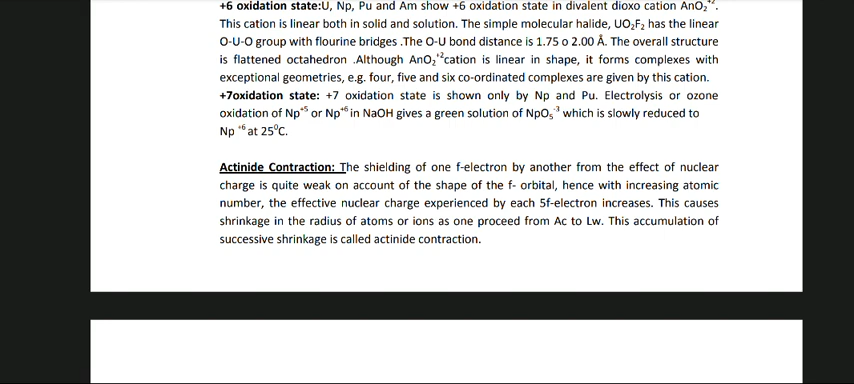 +6 oxidation state:U, Np, Pu and Am show +6 oxidation state in divalent dioxo cation AnO₂⁺².
This cation is linear both in solid and solution. The simple molecular halide, UO₂F₂ has the linear
O-U-O group with flourine bridges .The O-U bond distance is 1.75 o 2.00 Å. The overall structure
is flattened octahedron .Although AnO₂⁺²cation is linear in shape, it forms complexes with
exceptional geometries, e.g. four, five and six co-ordinated complexes are given by this cation.
+7oxidation state: +7 oxidation state is shown only by Np and Pu. Electrolysis or ozone
oxidation of Np⁺⁵ or Np⁺⁶ in NaOH gives a green solution of NpO₅⁻³ which is slowly reduced to
Np ⁺⁶ at 25⁰C.
Actinide Contraction: The shielding of one f-electron by another from the effect of nuclear
charge is quite weak on account of the shape of the f- orbital, hence with increasing atomic
number, the effective nuclear charge experienced by each 5f-electron increases. This causes
shrinkage in the radius of atoms or ions as one proceed from Ac to Lw. This accumulation of
successive shrinkage is called actinide contraction.